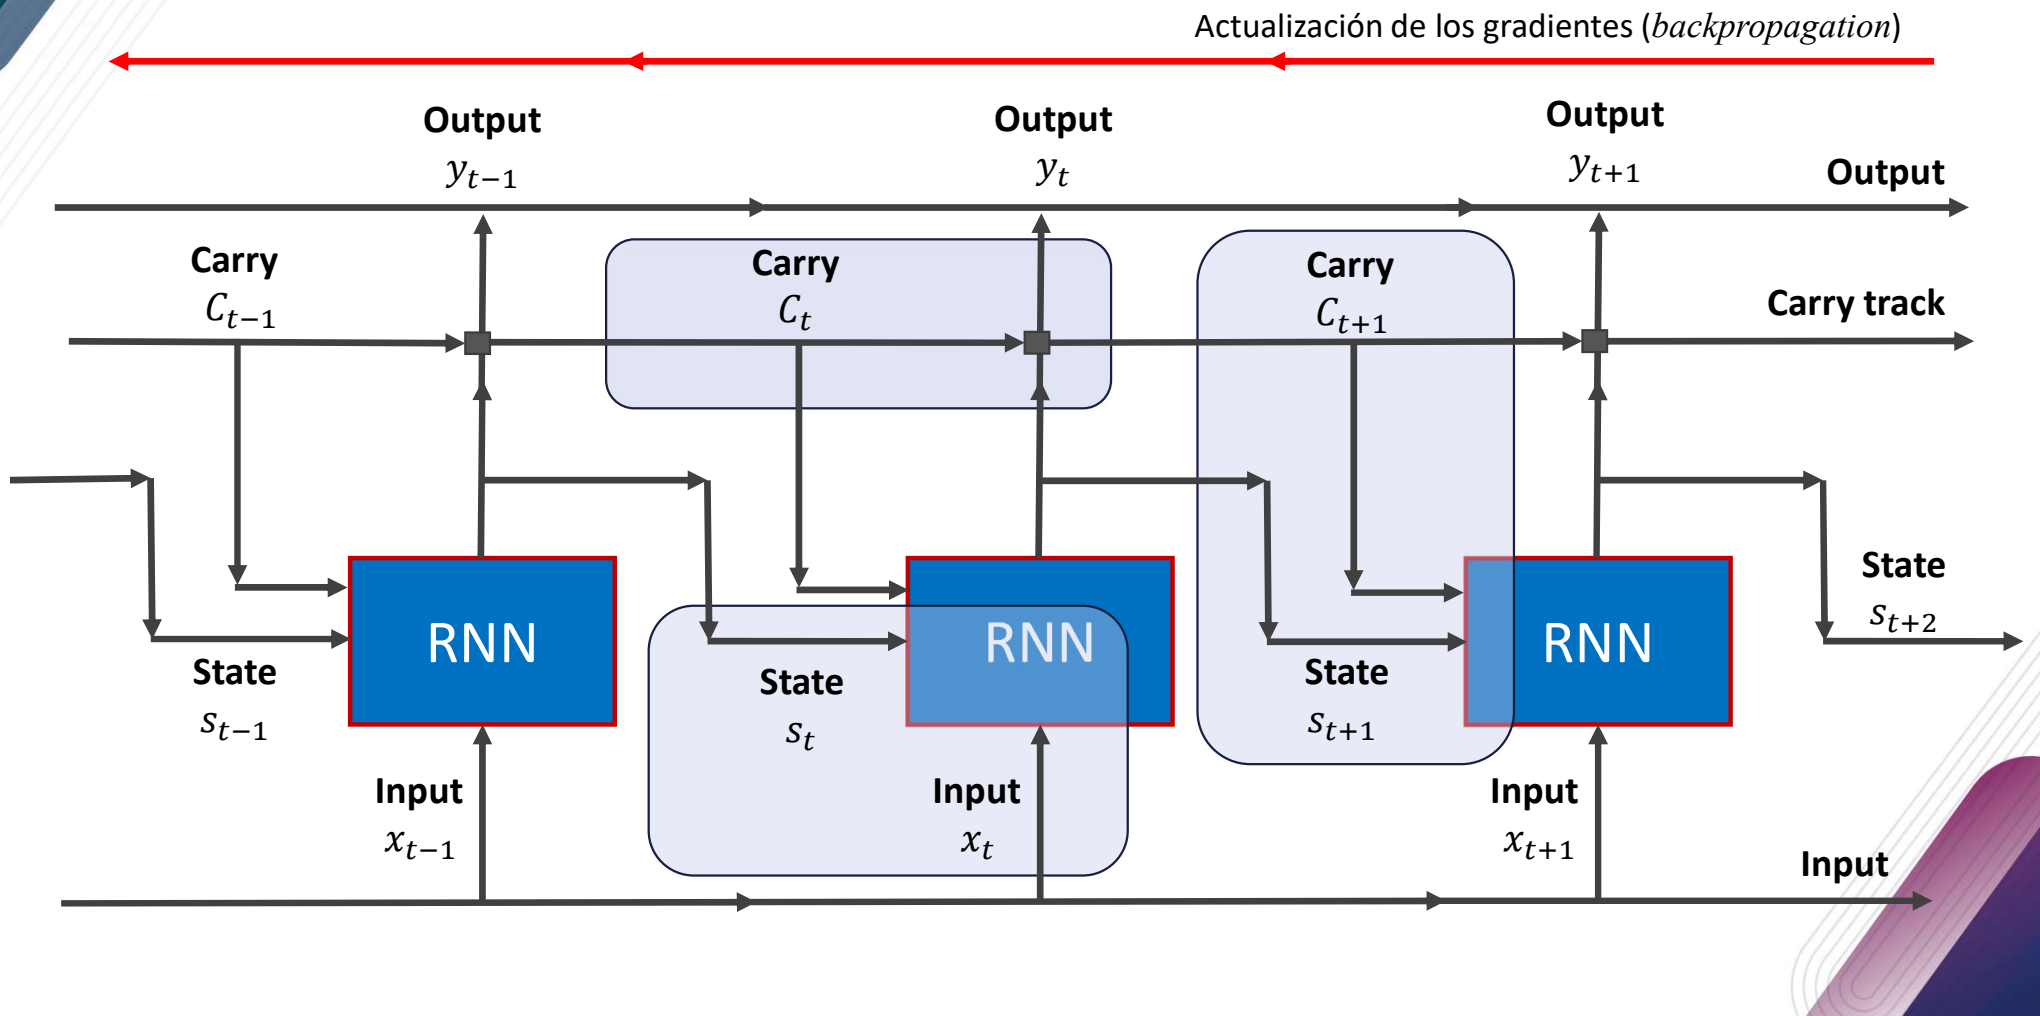 Actualización de los gradientes (backpropagation)
Output
y_{t-1}
Output
y_t
Output
y_{t+1}
Output
Carry
C_{t-1}
Carry
C_t
Carry
C_{t+1}
Carry track
RNN
RNN
RNN
State
s_{t-1}
State
s_t
State
s_{t+1}
State
s_{t+2}
Input
x_{t-1}
Input
x_t
Input
x_{t+1}
Input